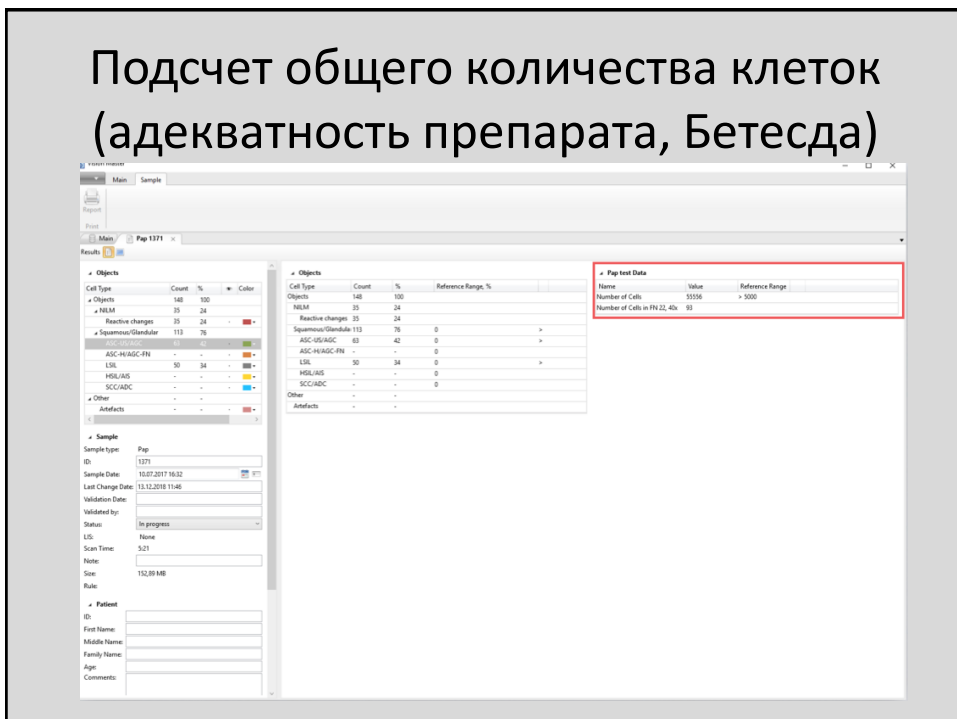 Подсчет общего количества клеток
(адекватность препарата, Бетесда)
Vision Master
Main Sample
Report
Print
Main Pap 1371
Results
Objects
Cell Type Count % Color
Objects 148 100
NILM 35 24
Reactive changes 35 24 -
Squamous/Glanduler 113 76
ASC-US/AGC 63 42 -
ASC-H/AGC-FN - - -
LSIL 50 34 -
HSIL/AIS - - -
SCC/ADC - - -
Other - -
Artefacts - - -
Sample
Sample type: Pap
ID: 1371
Sample Date: 10.07.2017 16:32
Last Change Date: 13.12.2018 11:46
Validation Date:
Validated by:
Status: In progress
LIS: None
Scan Time: 5:21
Note:
Size: 152,89 MB
Rule:
Patient
ID:
First Name:
Middle Name:
Family Name:
Age:
Comments:
Objects
Cell Type Count % Reference Range, %
Objects 148 100
NILM 35 24
Reactive changes 35 24
Squamous/Glandule 113 76 0 >
ASC-US/AGC 63 42 0 >
ASC-H/AGC-FN - - 0
LSIL 50 34 0 >
HSIL/AIS - - 0
SCC/ADC - - 0
Other - -
Artefacts - -
Pap test Data
Name Value Reference Range
Number of Cells 55556 > 5000
Number of Cells in FN 22, 40x 93